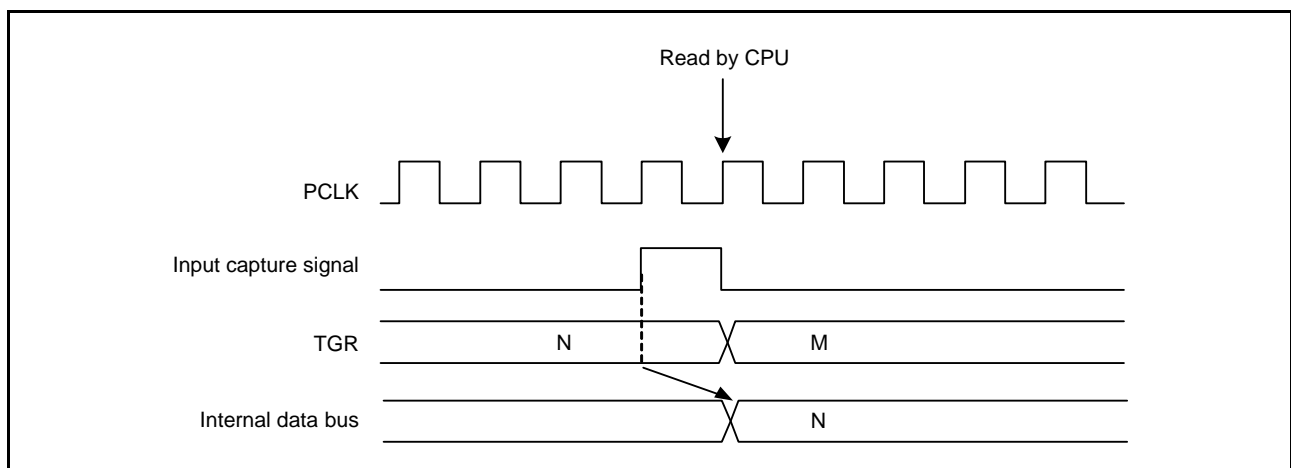 Read by CPU
PCLK
Input capture signal
TGR
N
M
Internal data bus
N